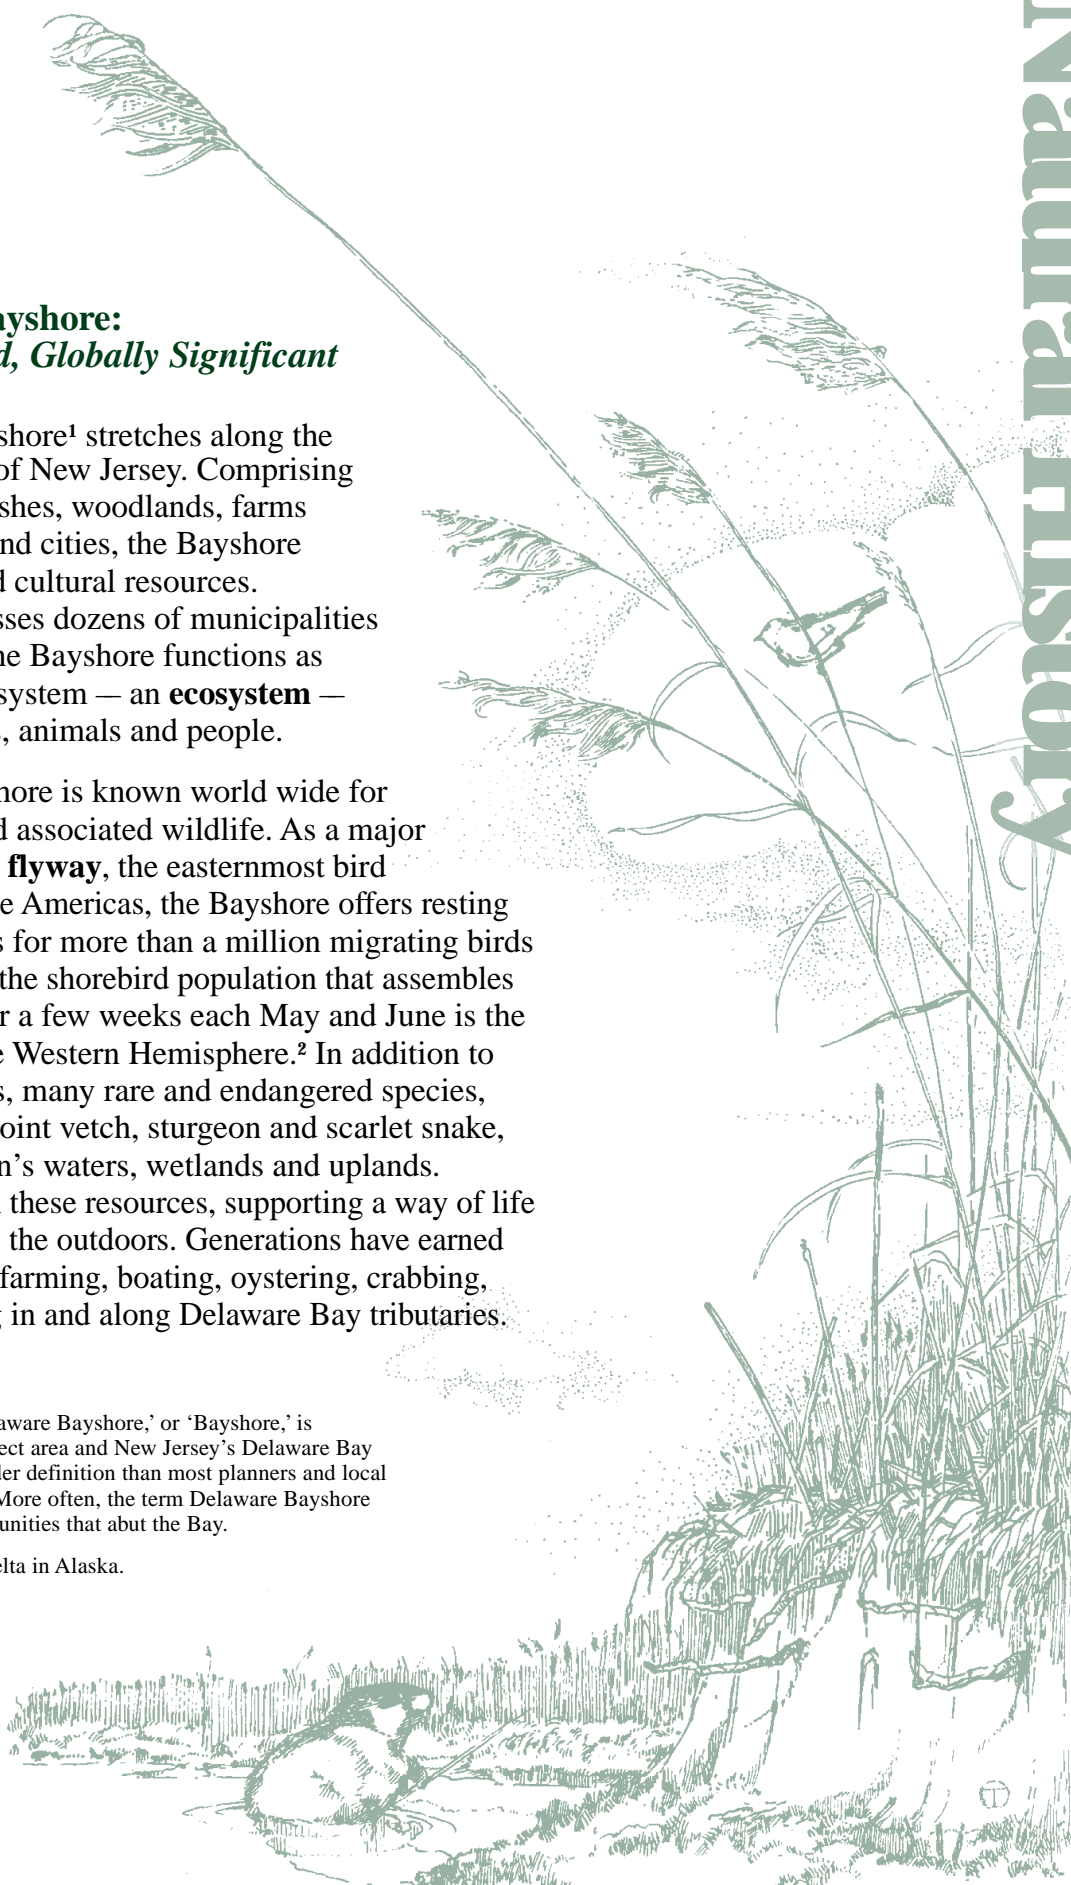 ayshore:
d, Globally Significant
shore¹ stretches along the
of New Jersey. Comprising
shes, woodlands, farms
nd cities, the Bayshore
d cultural resources.
sses dozens of municipalities
he Bayshore functions as
system — an ecosystem —
s, animals and people.
hore is known world wide for
d associated wildlife. As a major
flyway, the easternmost bird
e Americas, the Bayshore offers resting
s for more than a million migrating birds
the shorebird population that assembles
r a few weeks each May and June is the
e Western Hemisphere.² In addition to
s, many rare and endangered species,
oint vetch, sturgeon and scarlet snake,
n’s waters, wetlands and uplands.
these resources, supporting a way of life
the outdoors. Generations have earned
farming, boating, oystering, crabbing,
g in and along Delaware Bay tributaries.
aware Bayshore,’ or ‘Bayshore,’ is
ect area and New Jersey’s Delaware Bay
der definition than most planners and local
More often, the term Delaware Bayshore
unities that abut the Bay.
elta in Alaska.
Natural History